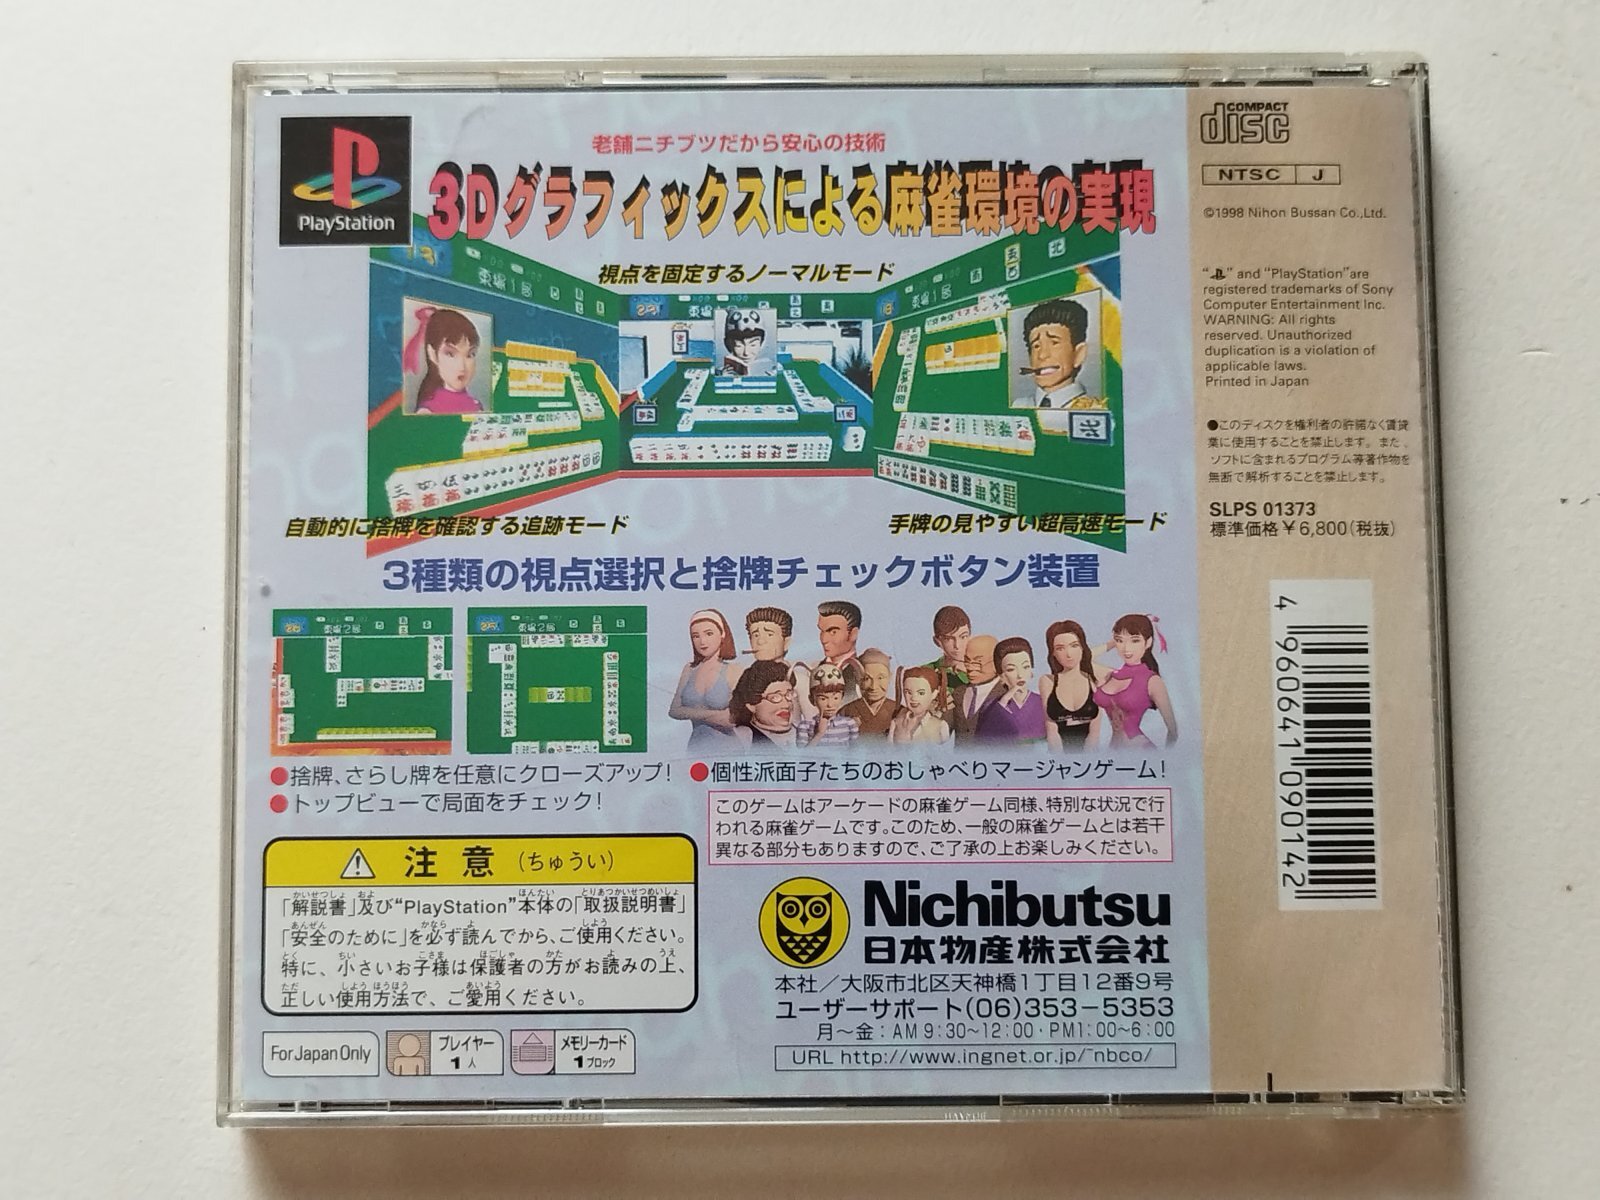 PlayStation
老舗ニチブツだから安心の技術
3Dグラフィックスによる麻雀環境の実現
視点を固定するノーマルモード
自動的に捨牌を確認する追跡モード
手牌の見やすい超高速モード
3種類の視点選択と捨牌チェックボタン装置
●捨牌、さらし牌を任意にクローズアップ!
●トップビューで局面をチェック!
●個性派面子たちのおしゃべりマージャンゲーム!
このゲームはアーケードの麻雀ゲーム同様、特別な状況で行
われる麻雀ゲームです。このため、一般の麻雀ゲームとは若干
異なる部分もありますので、ご了承の上お楽しみください。
注意(ちゅうい)
「解説書」及び“PlayStation”本体の「取扱説明書」
「安全のために」を必ず読んでから、ご使用ください。
特に、小さいお子様は保護者の方がお読みの上、
正しい使用方法で、ご愛用ください。
For Japan Only
プレイヤー
1人
メモリーカード
1ブロック
Nichibutsu
日本物産株式会社
本社/大阪市北区天神橋1丁目12番9号
ユーザーサポート(06)353-5353
月~金:AM9:30~12:00・PM1:00~6:00
URL http://www.ingnet.or.jp/~nbco/
COMPACT
disc
NTSC J
©1998 Nihon Bussan Co.,Ltd.
“PS” and “PlayStation”are
registered trademarks of Sony
Computer Entertainment Inc.
WARNING: All rights
reserved. Unauthorized
duplication is a violation of
applicable laws.
Printed in Japan
●このディスクを権利者の許諾なく賃貸
業に使用することを禁止します。また、
ソフトに含まれるプログラム等著作物を
無断で解析することを禁止します。
SLPS 01373
標準価格¥6,800(税抜)
4 960641 090142